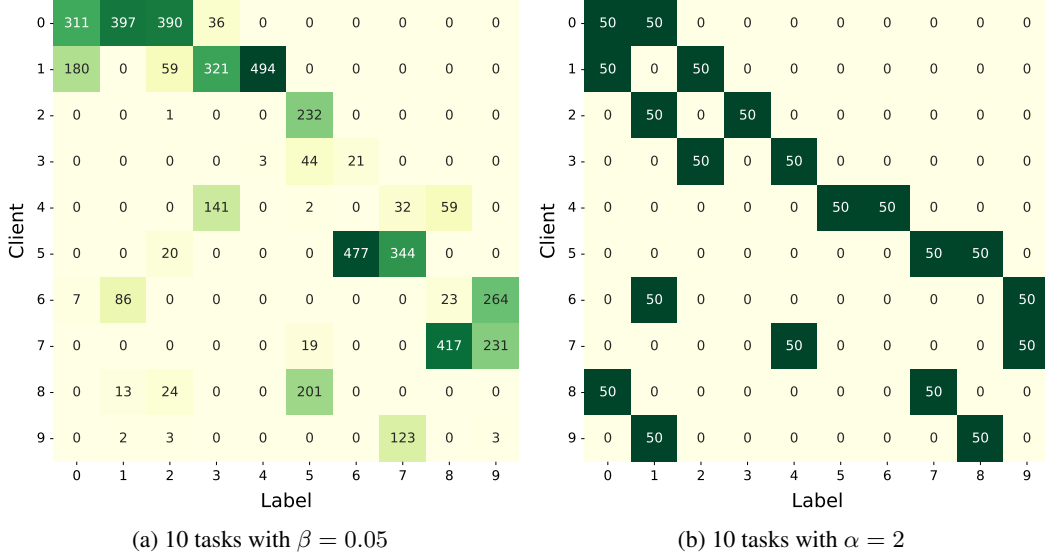 0 311 397 390 36 0 0 0 0 0 0
1 180 0 59 321 494 0 0 0 0 0
2 0 0 1 0 0 232 0 0 0 0
3 0 0 0 0 3 44 21 0 0 0
4 0 0 0 141 0 2 0 32 59 0
5 0 0 20 0 0 0 477 344 0 0
6 7 86 0 0 0 0 0 0 23 264
7 0 0 0 0 0 19 0 0 417 231
8 0 13 24 0 0 201 0 0 0 0
9 0 2 3 0 0 0 0 123 0 3
0 1 2 3 4 5 6 7 8 9
Client
Label
(a) 10 tasks with β = 0.05
0 50 50 0 0 0 0 0 0 0 0
1 50 0 50 0 0 0 0 0 0 0
2 0 50 0 50 0 0 0 0 0 0
3 0 0 50 0 50 0 0 0 0 0
4 0 0 0 0 0 50 50 0 0 0
5 0 0 0 0 0 0 0 50 50 0
6 0 50 0 0 0 0 0 0 0 50
7 0 0 0 0 50 0 0 0 0 50
8 50 0 0 0 0 0 0 50 0 0
9 0 50 0 0 0 0 0 0 50 0
0 1 2 3 4 5 6 7 8 9
Client
Label
(b) 10 tasks with α = 2